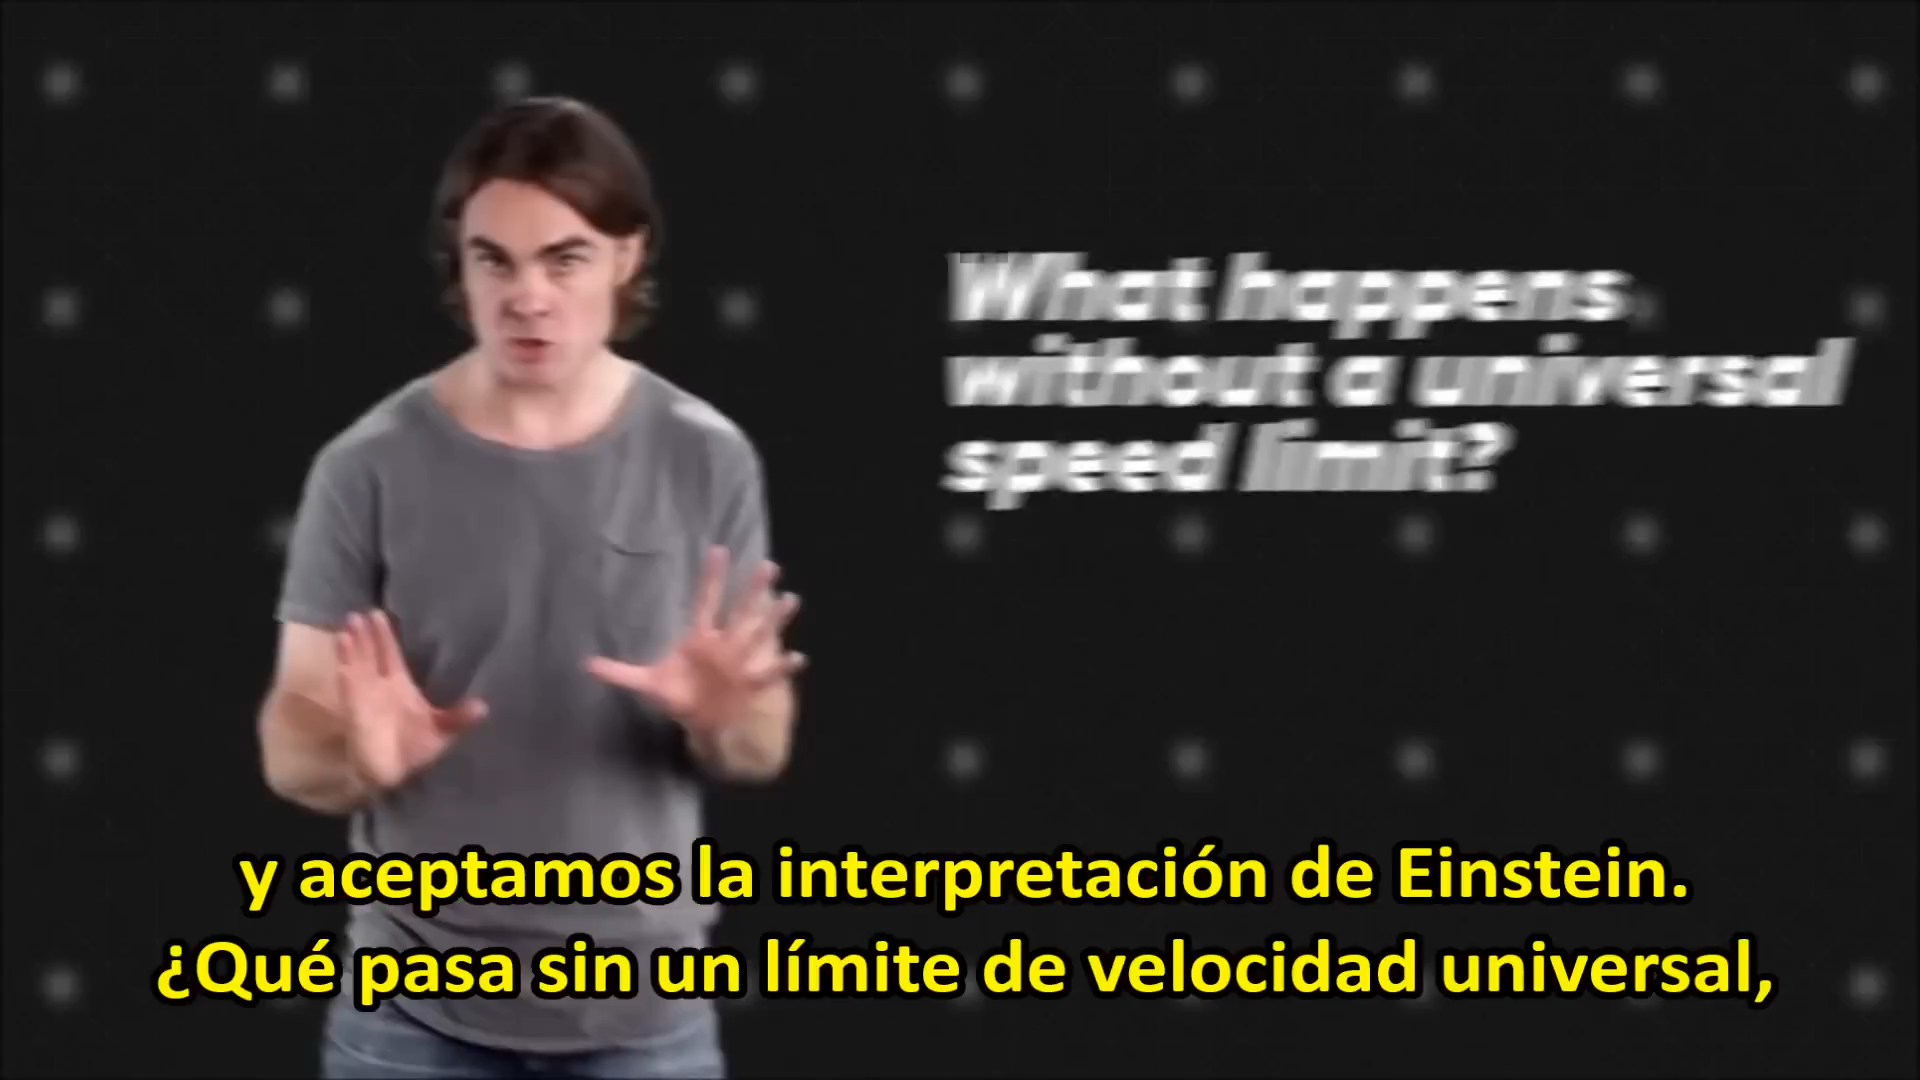 What happens
without a universal
speed limit?
y aceptamos la interpretación de Einstein.
¿Qué pasa sin un límite de velocidad universal,